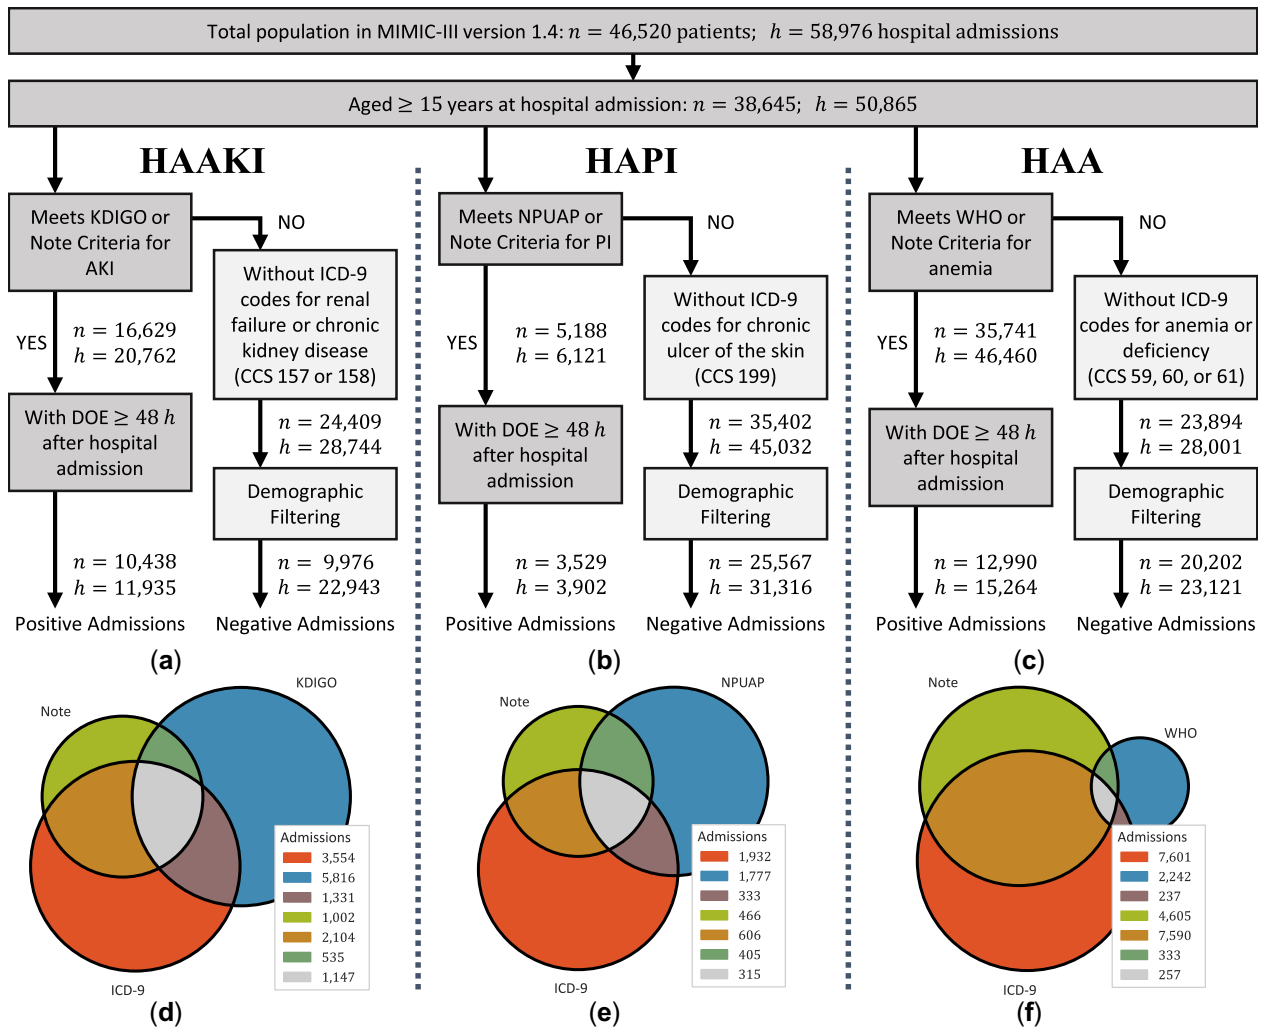 Total population in MIMIC-III version 1.4: n = 46,520 patients; h = 58,976 hospital admissions
Aged ≥ 15 years at hospital admission: n = 38,645; h = 50,865
HAAKI
Meets KDIGO or
Note Criteria for
AKI
NO
Without ICD-9
codes for renal
failure or chronic
kidney disease
(CCS 157 or 158)
YES
n = 16,629
h = 20,762
With DOE ≥ 48 h
after hospital
admission
n = 24,409
h = 28,744
Demographic
Filtering
n = 10,438
h = 11,935
n = 9,976
h = 22,943
Positive Admissions
Negative Admissions
(a)
HAPI
Meets NPUAP or
Note Criteria for PI
NO
Without ICD-9
codes for chronic
ulcer of the skin
(CCS 199)
YES
n = 5,188
h = 6,121
With DOE ≥ 48 h
after hospital
admission
n = 35,402
h = 45,032
Demographic
Filtering
n = 3,529
h = 3,902
n = 25,567
h = 31,316
Positive Admissions
Negative Admissions
(b)
HAA
Meets WHO or
Note Criteria for
anemia
NO
Without ICD-9
codes for anemia or
deficiency
(CCS 59, 60, or 61)
YES
n = 35,741
h = 46,460
With DOE ≥ 48 h
after hospital
admission
n = 23,894
h = 28,001
Demographic
Filtering
n = 12,990
h = 15,264
n = 20,202
h = 23,121
Positive Admissions
Negative Admissions
(c)
KDIGO
Note
ICD-9
Admissions
3,554
5,816
1,331
1,002
2,104
535
1,147
(d)
NPUAP
Note
ICD-9
Admissions
1,932
1,777
333
466
606
405
315
(e)
Note
WHO
ICD-9
Admissions
7,601
2,242
237
4,605
7,590
333
257
(f)